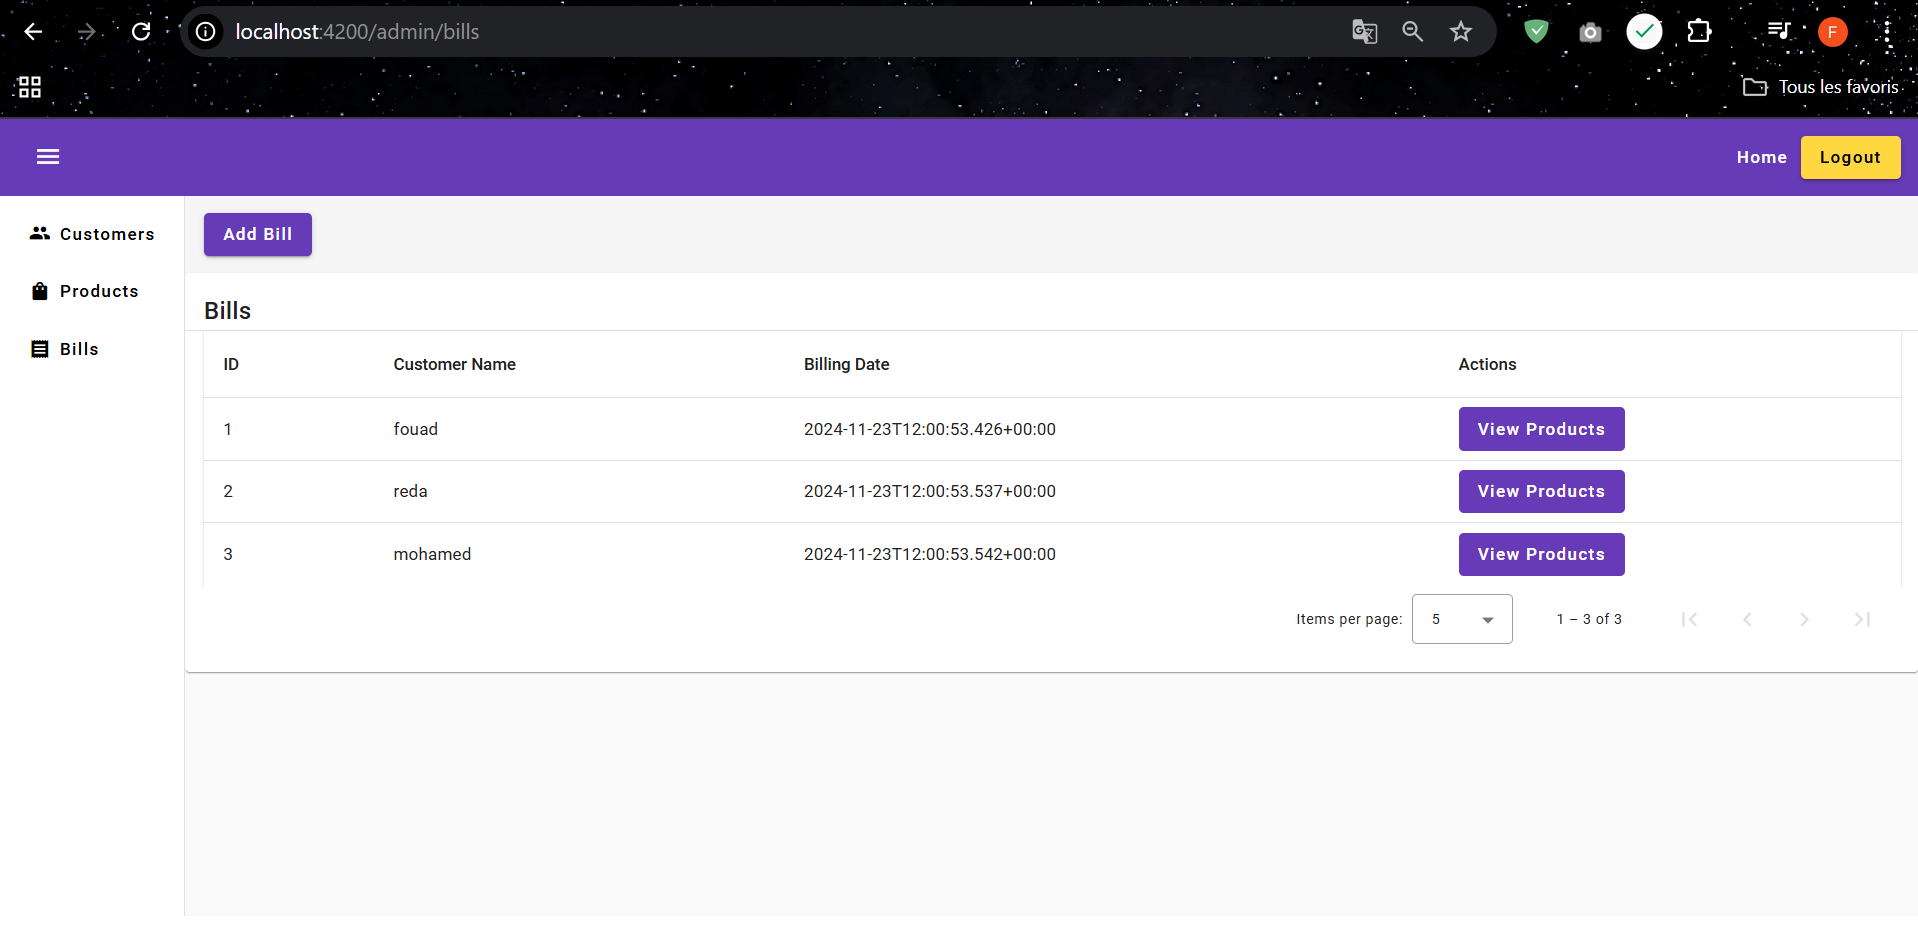 localhost:4200/admin/bills
F
Tous les favoris
Home
Logout
Customers
Products
Bills
Add Bill
Bills
ID Customer Name Billing Date Actions
1 fouad 2024-11-23T12:00:53.426+00:00 View Products
2 reda 2024-11-23T12:00:53.537+00:00 View Products
3 mohamed 2024-11-23T12:00:53.542+00:00 View Products
Items per page: 5 1 – 3 of 3